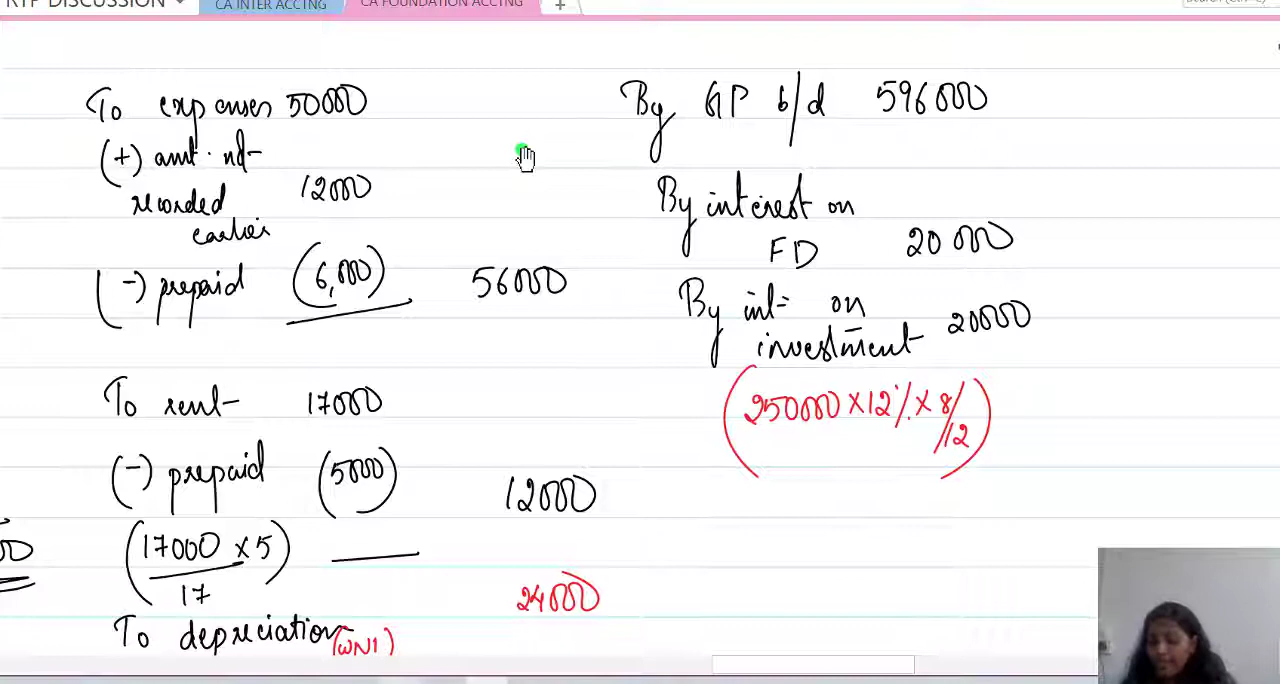 RTP DISCUSSION
CA INTER ACCTNG
CA FOUNDATION ACCTNG
+
To expenses 50000
(+) amt. nt
recorded 12000
earlier
(-) prepaid (6,000) 56000
To rent 17000
(-) prepaid (5000) 12000
(17000 × 5)
17
24000
To depreciation (WN1)
By GP b/d 596000
By interest on
FD 20000
By int= on
investment 20000
(250000 × 12% × 8/
12)